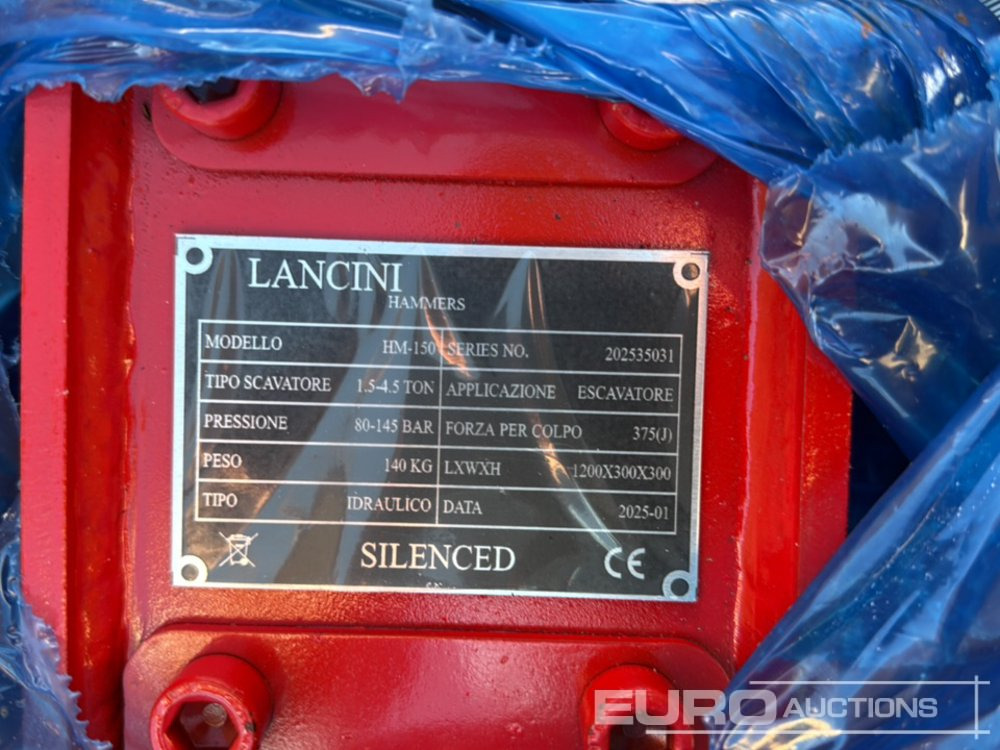 LANCINI
HAMMERS
MODELLO HM-150 SERIES NO. 202535031
TIPO SCAVATORE 1.5-4.5 TON APPLICAZIONE ESCAVATORE
PRESSIONE 80-145 BAR FORZA PER COLPO 375(J)
PESO 140 KG LXWXH 1200X300X300
TIPO IDRAULICO DATA 2025-01
SILENCED CE
EURO AUCTIONS